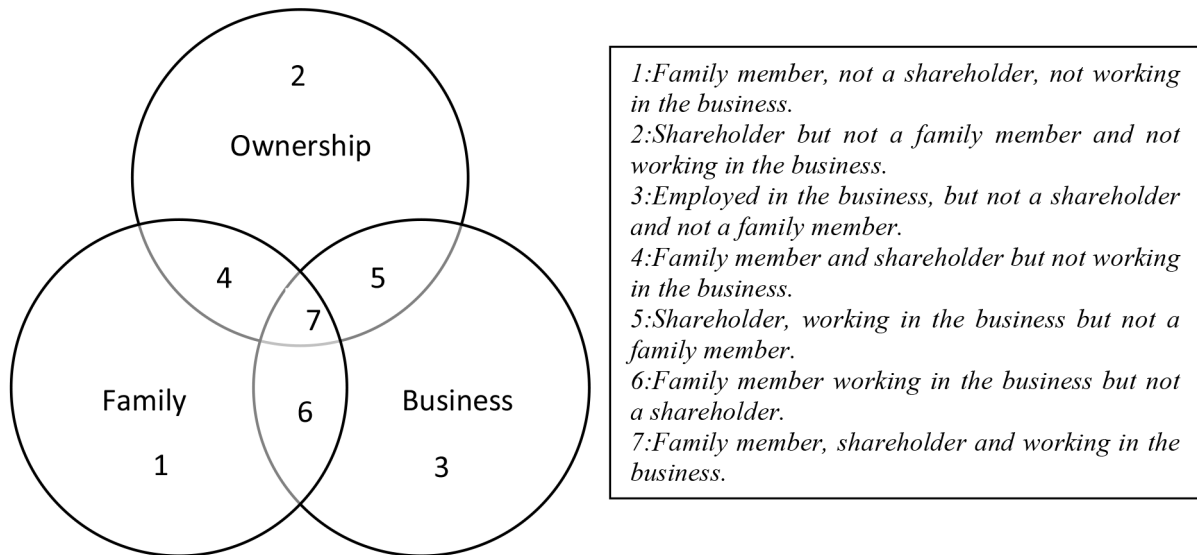 2
Ownership
4
5
7
Family
6
Business
1
3
1:Family member, not a shareholder, not working
in the business.
2:Shareholder but not a family member and not
working in the business.
3:Employed in the business, but not a shareholder
and not a family member.
4:Family member and shareholder but not working
in the business.
5:Shareholder, working in the business but not a
family member.
6:Family member working in the business but not
a shareholder.
7:Family member, shareholder and working in the
business.